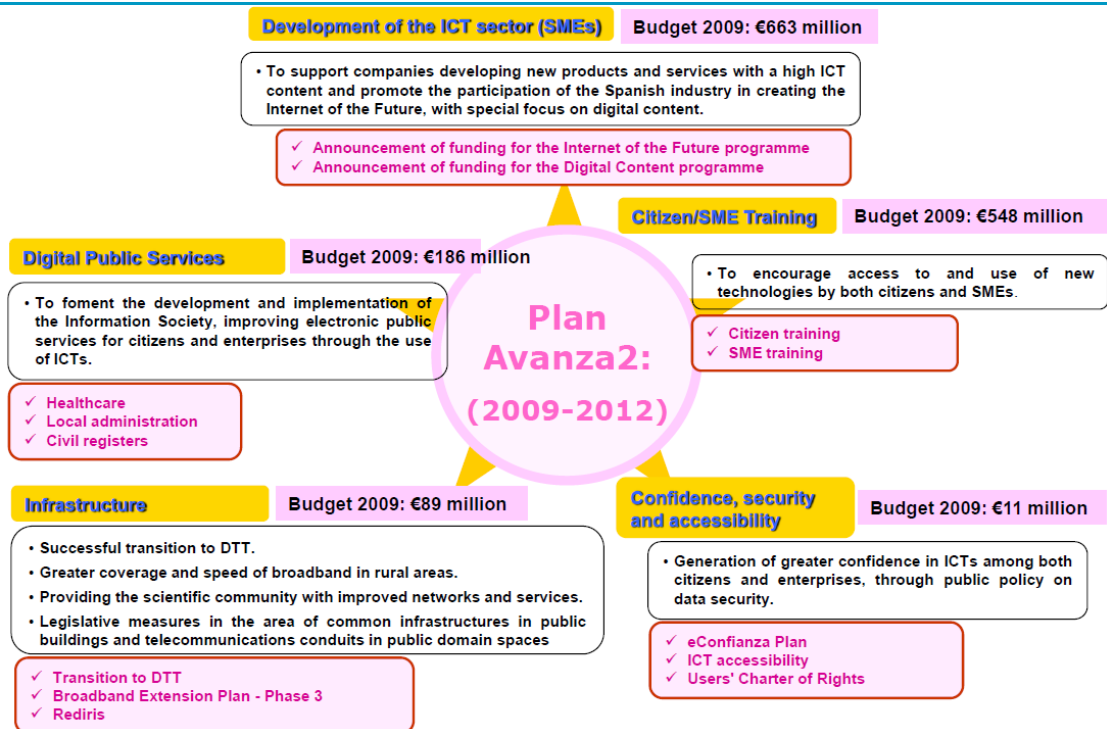 Development of the ICT sector (SMEs)
Budget 2009: €663 million
• To support companies developing new products and services with a high ICT
content and promote the participation of the Spanish industry in creating the
Internet of the Future, with special focus on digital content.
✓ Announcement of funding for the Internet of the Future programme
✓ Announcement of funding for the Digital Content programme
Citizen/SME Training
Budget 2009: €548 million
• To encourage access to and use of new
technologies by both citizens and SMEs.
✓ Citizen training
✓ SME training
Digital Public Services
Budget 2009: €186 million
• To foment the development and implementation of
the Information Society, improving electronic public
services for citizens and enterprises through the use
of ICTs.
✓ Healthcare
✓ Local administration
✓ Civil registers
Plan
Avanza2:
(2009-2012)
Infrastructure
Budget 2009: €89 million
• Successful transition to DTT.
• Greater coverage and speed of broadband in rural areas.
• Providing the scientific community with improved networks and services.
• Legislative measures in the area of common infrastructures in public
buildings and telecommunications conduits in public domain spaces
✓ Transition to DTT
✓ Broadband Extension Plan - Phase 3
✓ Rediris
Confidence, security
and accessibility
Budget 2009: €11 million
• Generation of greater confidence in ICTs among both
citizens and enterprises, through public policy on
data security.
✓ eConfianza Plan
✓ ICT accessibility
✓ Users' Charter of Rights